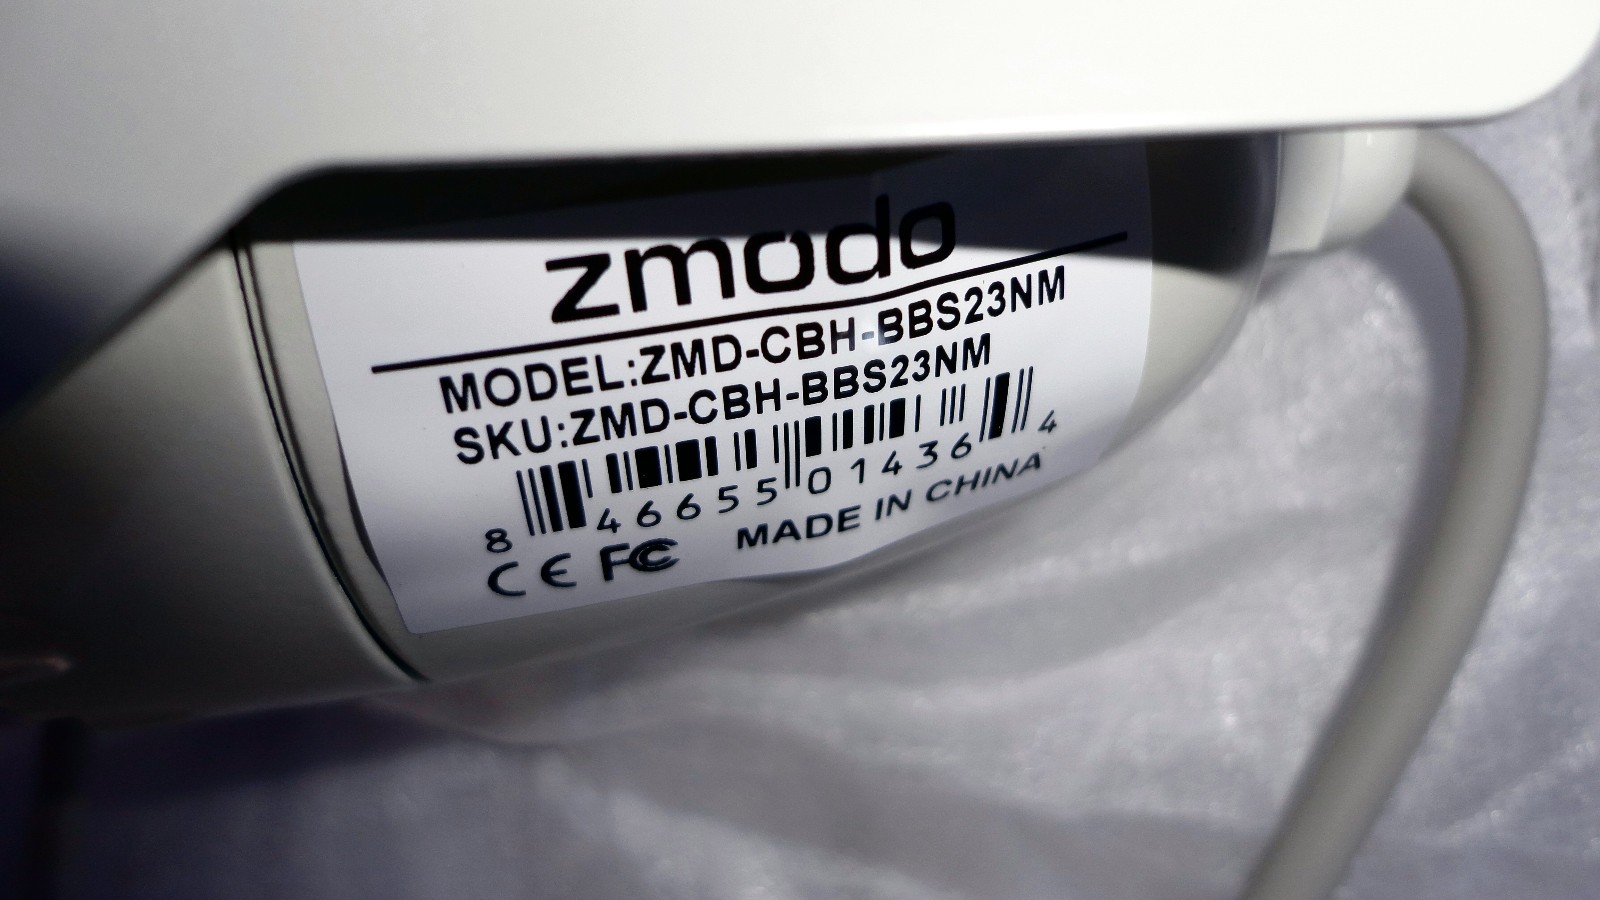 zmodo
MODEL:ZMD-CBH-BBS23NM
SKU:ZMD-CBH-BBS23NM
8 46655 01436 4
CE FC MADE IN CHINA